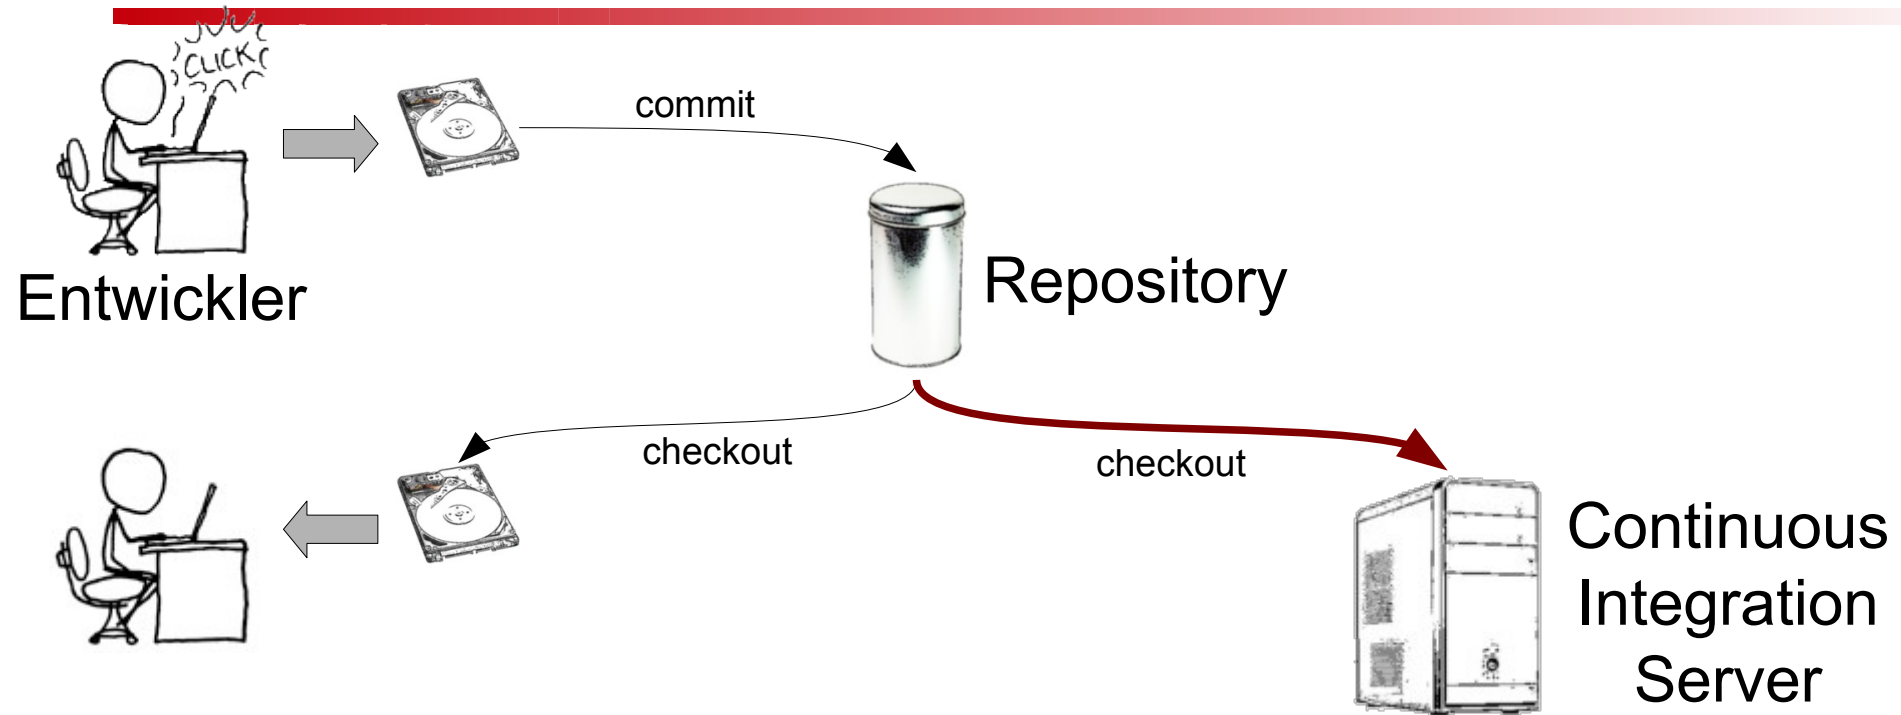 CLICK
commit
Repository
Entwickler
checkout
checkout
Continuous
Integration
Server